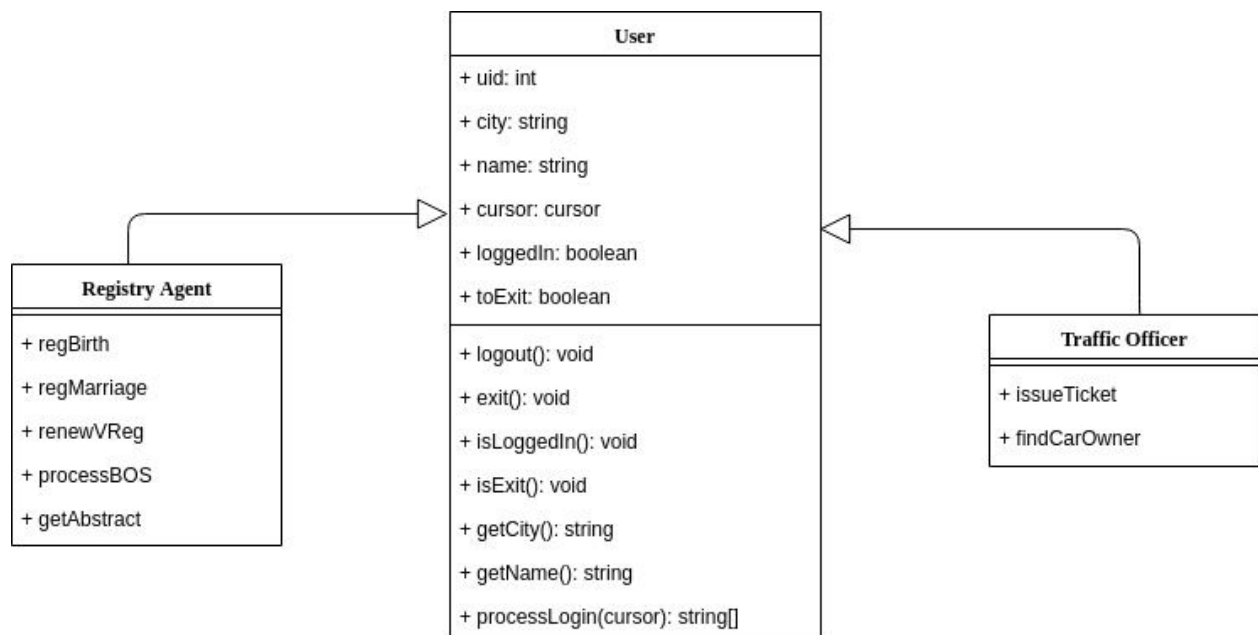 User
+ uid: int
+ city: string
+ name: string
+ cursor: cursor
+ loggedIn: boolean
+ toExit: boolean
+ logout(): void
+ exit(): void
+ isLoggedIn(): void
+ isExit(): void
+ getCity(): string
+ getName(): string
+ processLogin(cursor): string[]
Registry Agent
+ regBirth
+ regMarriage
+ renewVReg
+ processBOS
+ getAbstract
Traffic Officer
+ issueTicket
+ findCarOwner